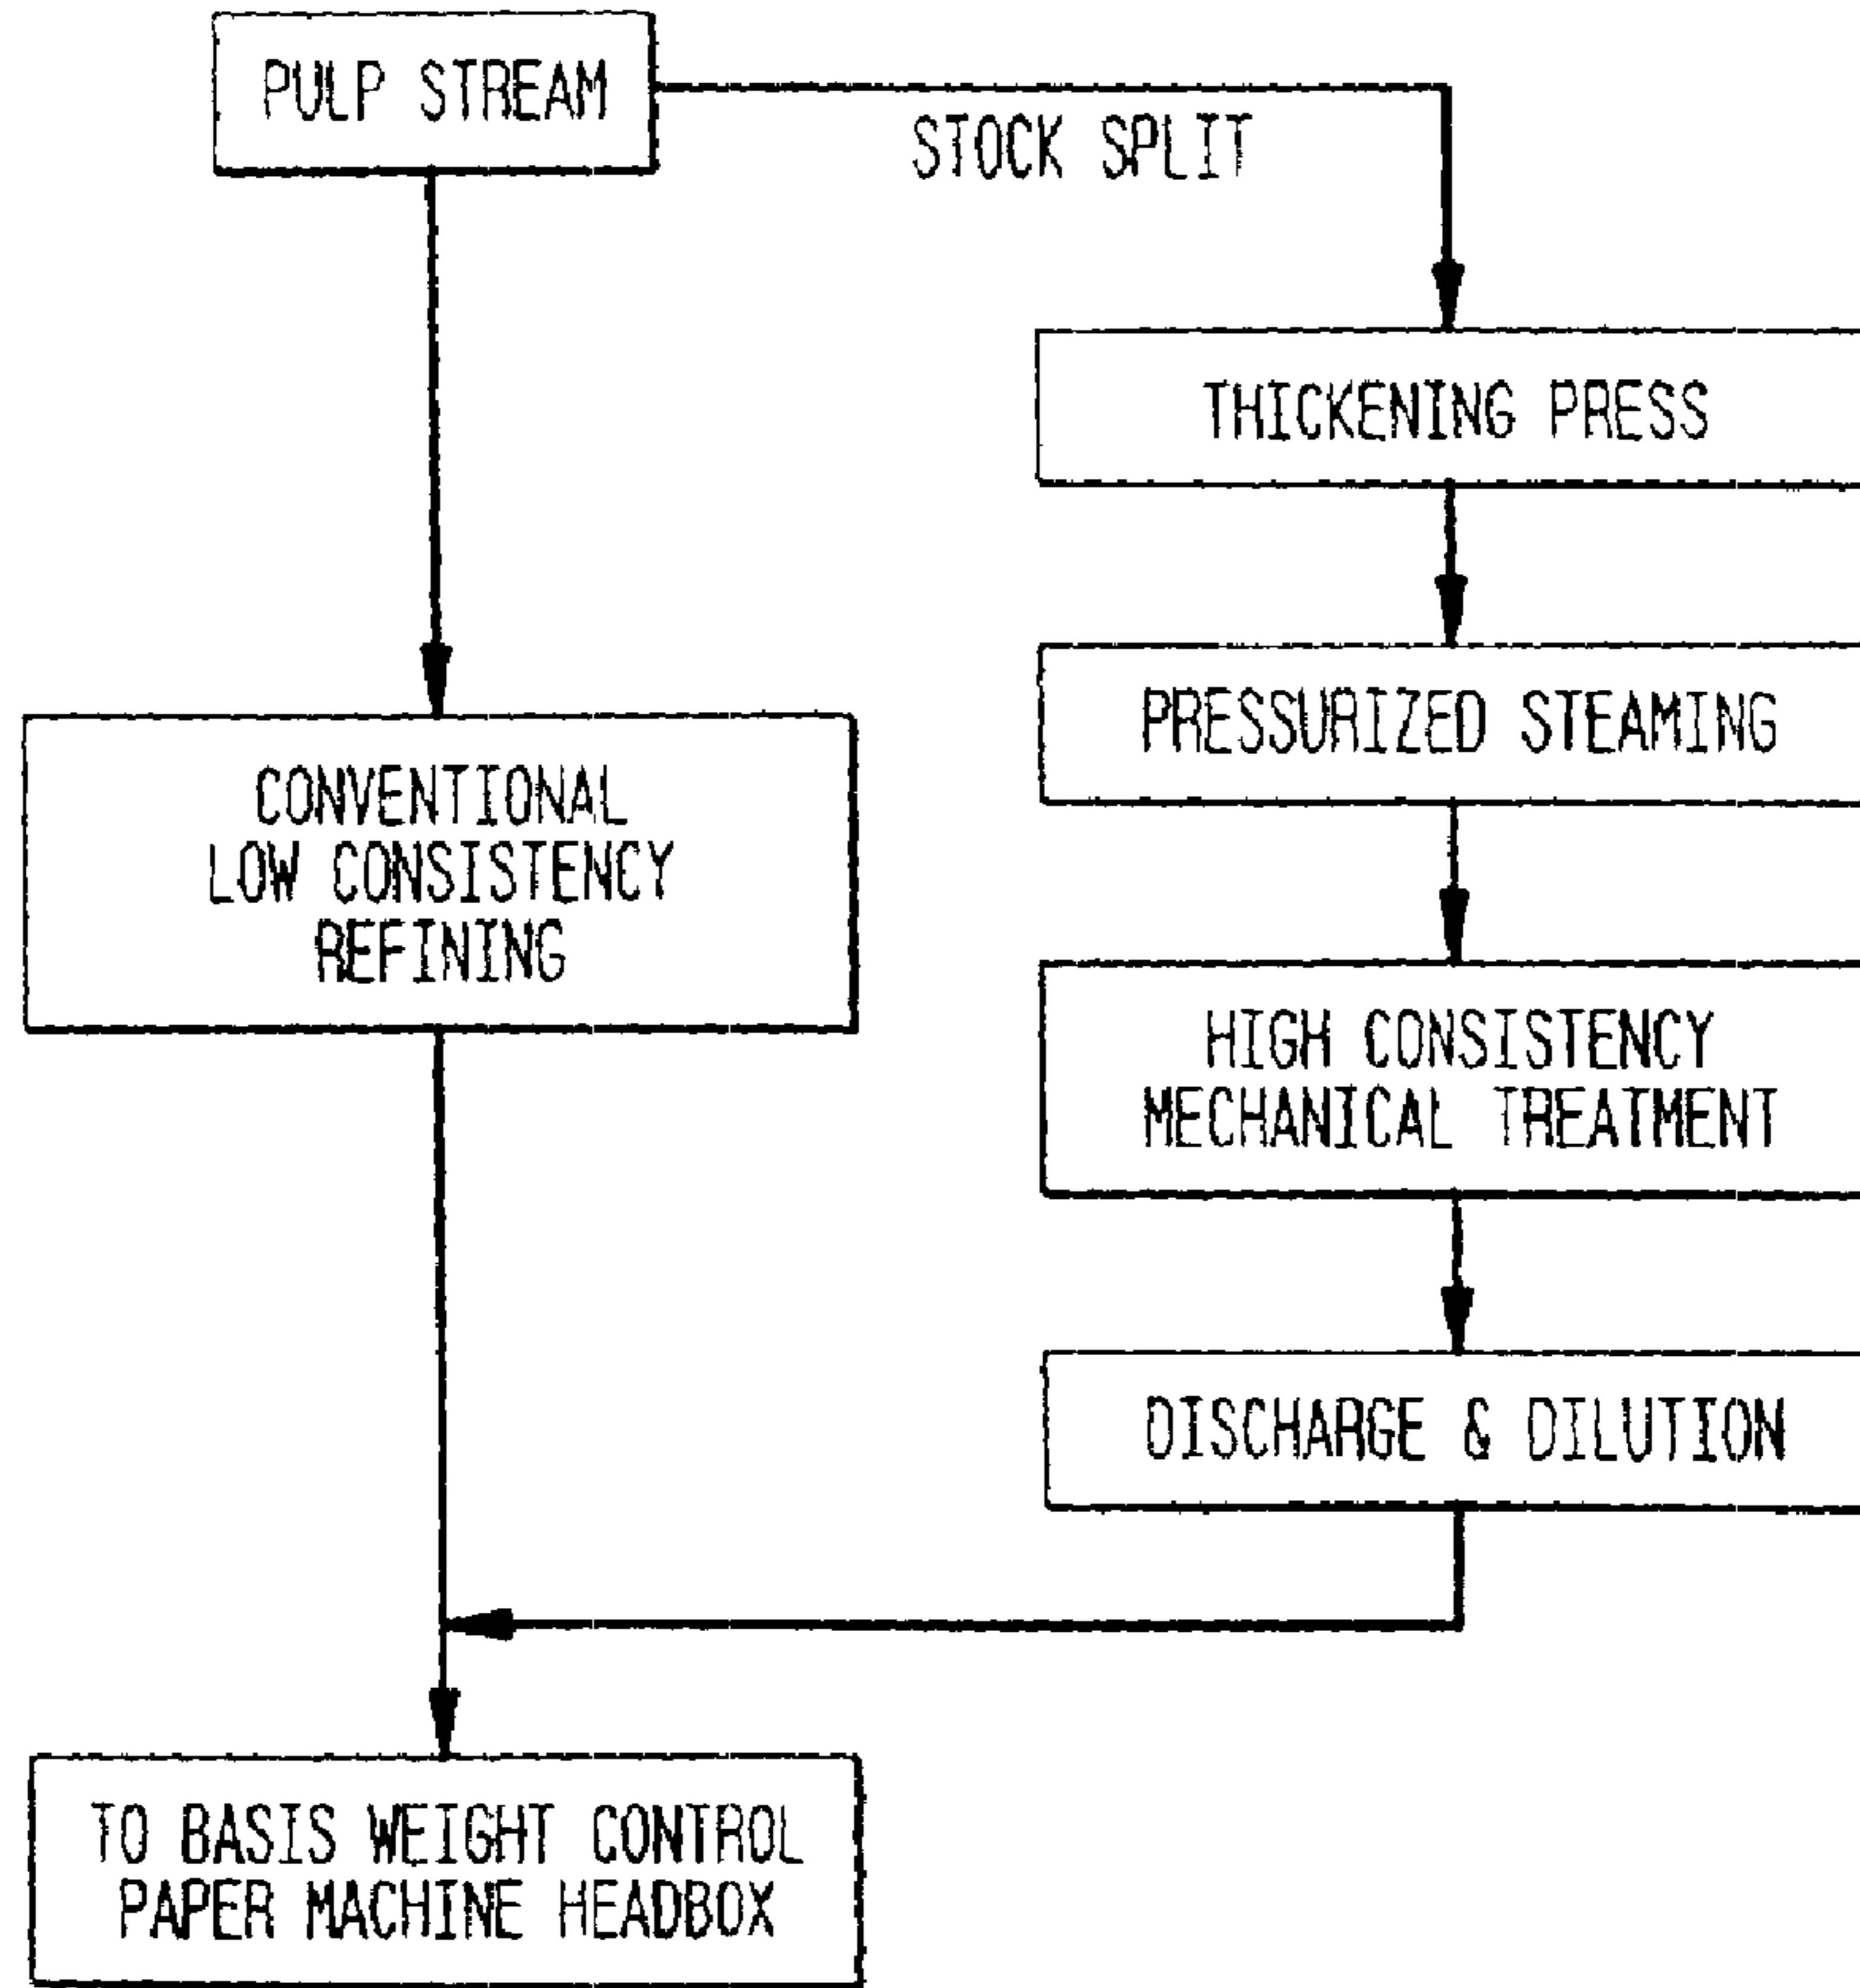 PULP STREAM
STOCK SPLIT
THICKENING PRESS
PRESSURIZED STEAMING
CONVENTIONAL
LOW CONSISTENCY
REFINING
HIGH CONSISTENCY
MECHANICAL TREATMENT
DISCHARGE & DILUTION
TO BASIS WEIGHT CONTROL
PAPER MACHINE HEADBOX